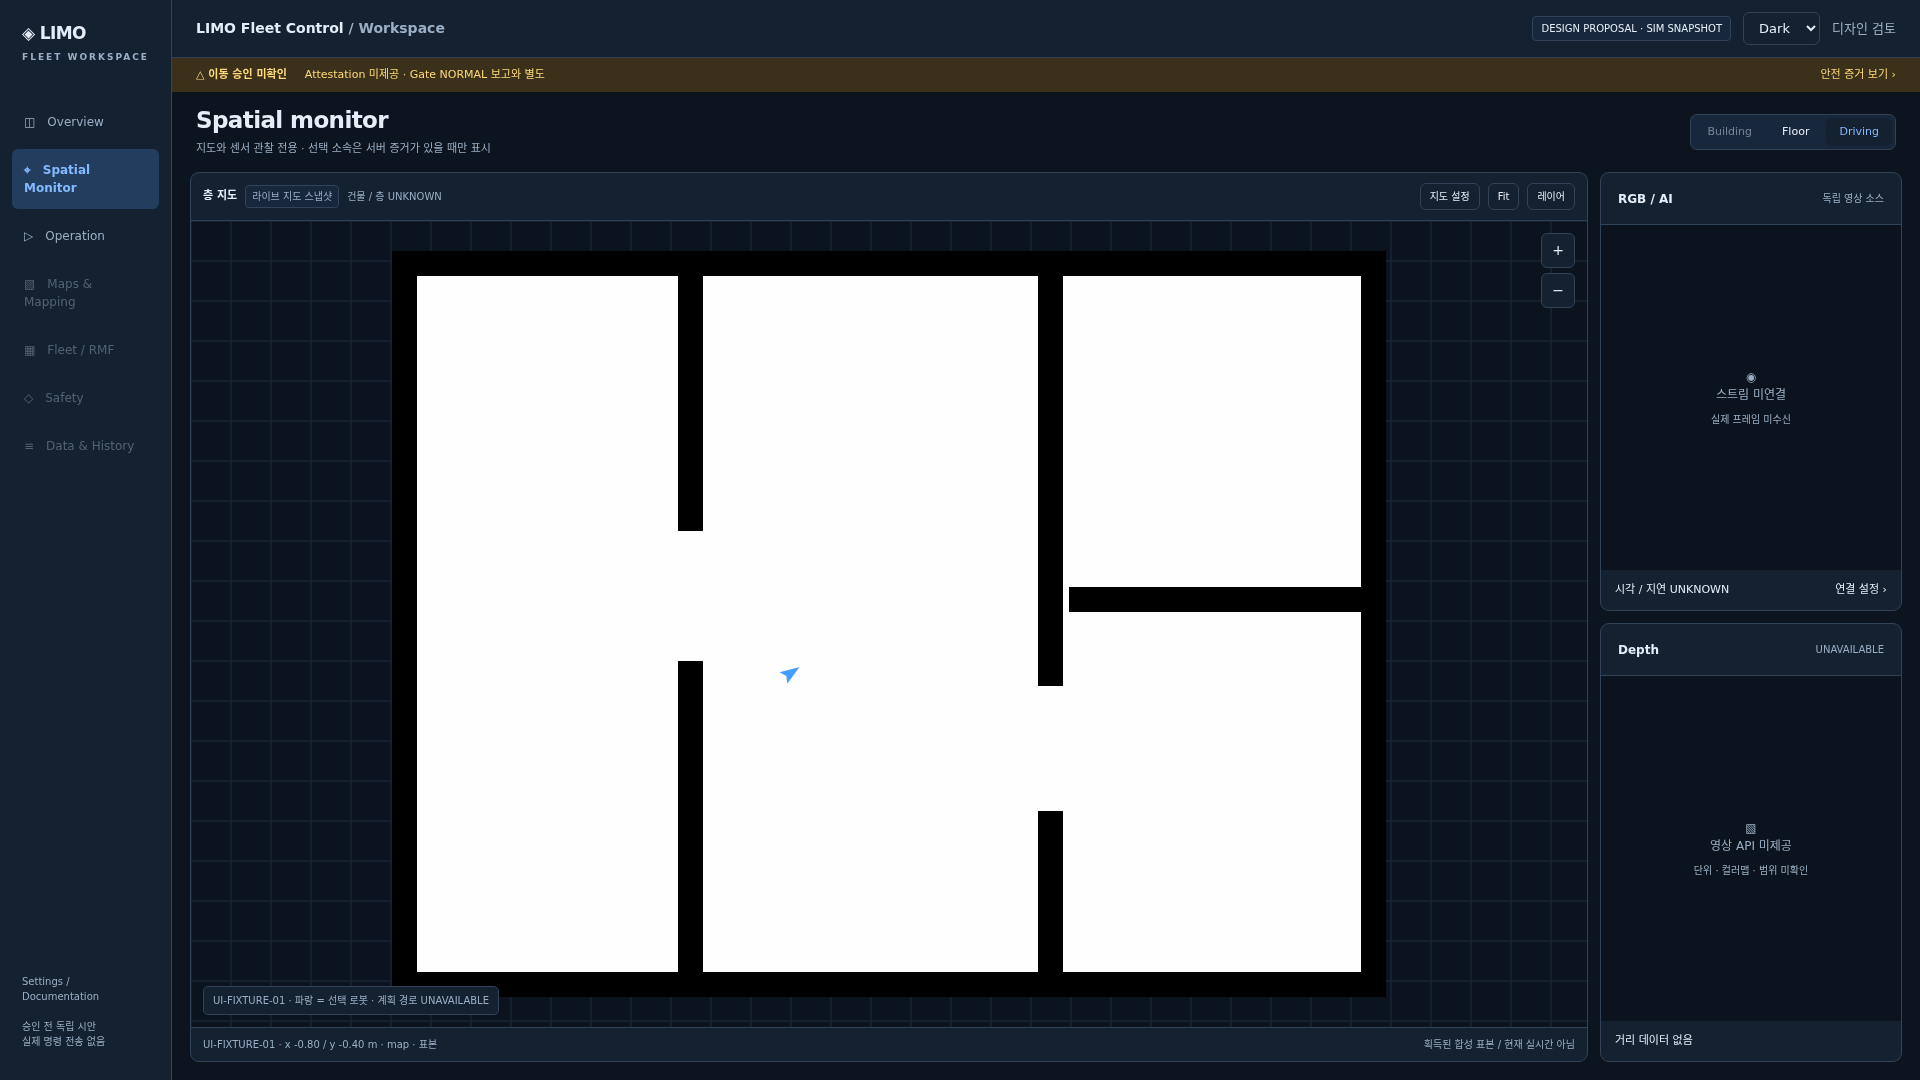 ◈ LIMO
FLEET WORKSPACE
Overview
Spatial
Monitor
Operation
Maps &
Mapping
Fleet / RMF
Safety
Data & History
Settings /
Documentation
승인 전 독립 시안
실제 명령 전송 없음
LIMO Fleet Control / Workspace
DESIGN PROPOSAL · SIM SNAPSHOT
Dark
디자인 검토
△ 이동 승인 미확인 Attestation 미제공 · Gate NORMAL 보고와 별도
안전 증거 보기 ›
Spatial monitor
지도와 센서 관찰 전용 · 선택 소속은 서버 증거가 있을 때만 표시
Building Floor Driving
층 지도 라이브 지도 스냅샷 건물 / 층 UNKNOWN
지도 설정 Fit 레이어
+
−
UI-FIXTURE-01 · 파랑 = 선택 로봇 · 계획 경로 UNAVAILABLE
UI-FIXTURE-01 · x -0.80 / y -0.40 m · map · 표본
획득된 합성 표본 / 현재 실시간 아님
RGB / AI 독립 영상 소스
스트림 미연결
실제 프레임 미수신
시각 / 지연 UNKNOWN 연결 설정 ›
Depth UNAVAILABLE
영상 API 미제공
단위 · 컬러맵 · 범위 미확인
거리 데이터 없음